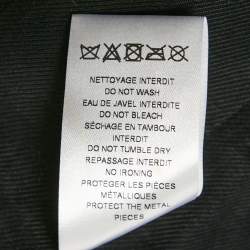 NETTOYAGE INTERDIT
DO NOT WASH
EAU DE JAVEL INTERDITE
DO NOT BLEACH
SÉCHAGE EN TAMBOUR
INTERDIT
DO NOT TUMBLE DRY
REPASSAGE INTERDIT
NO IRONING
PROTÉGER LES PIÈCES
MÉTALLIQUES
PROTECT THE METAL
PIECES